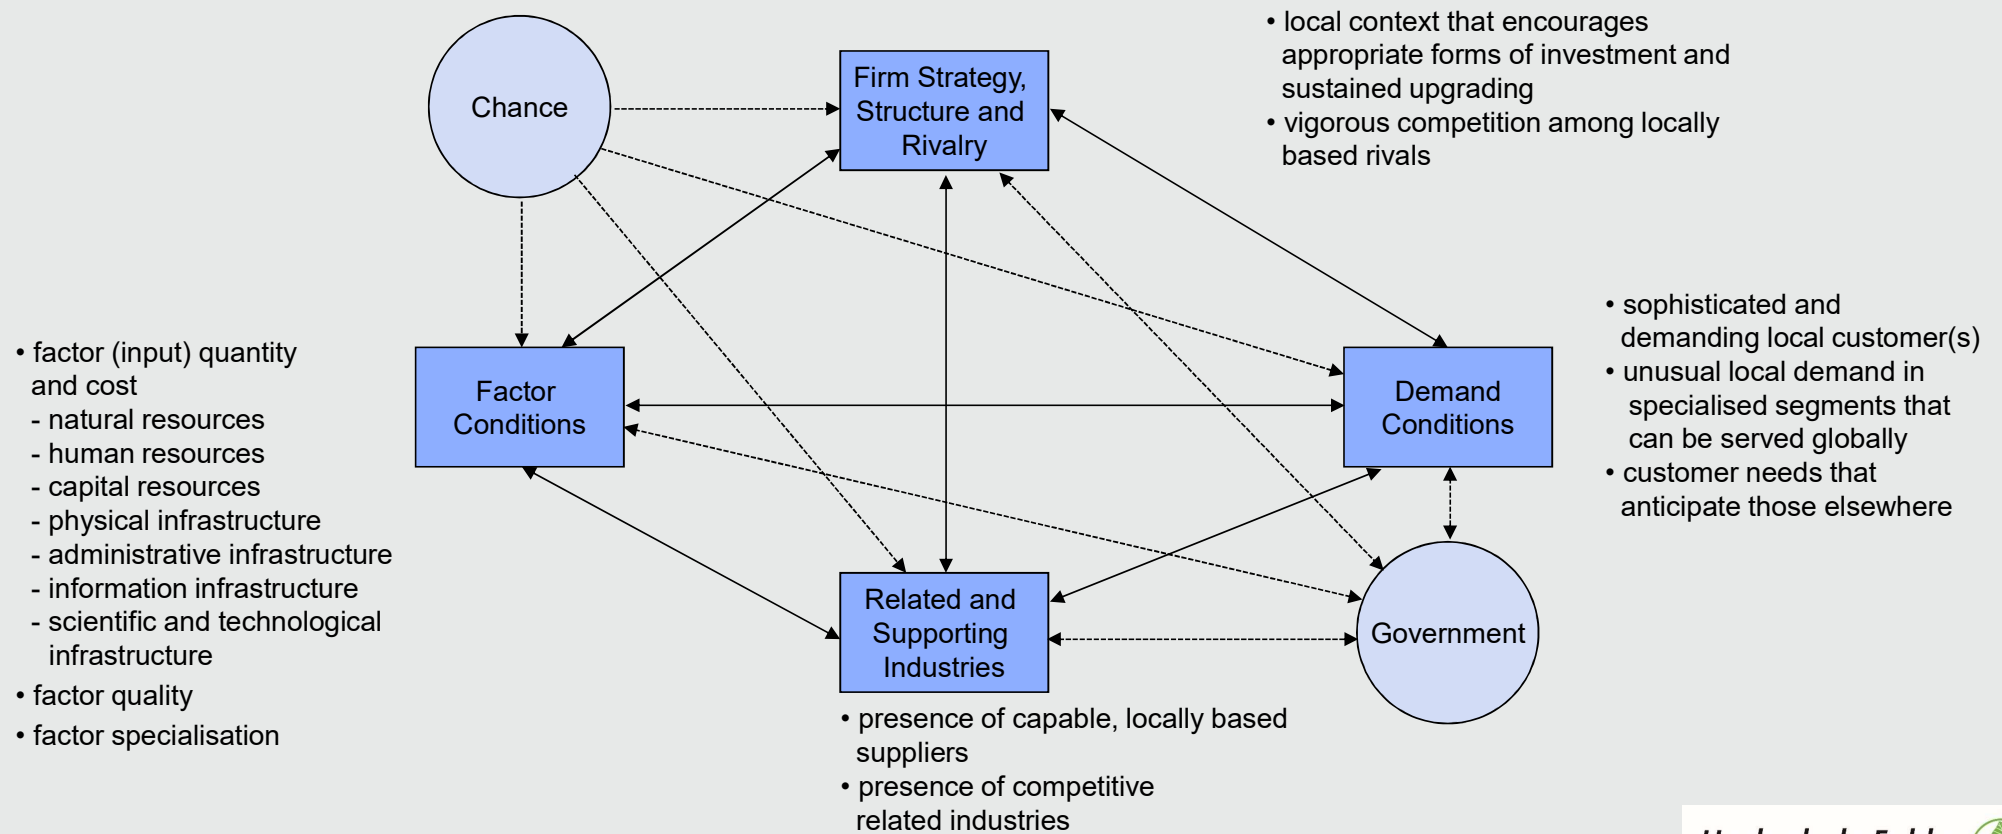 Chance
Firm Strategy,
Structure and
Rivalry
• local context that encourages
appropriate forms of investment and
sustained upgrading
• vigorous competition among locally
based rivals
• factor (input) quantity
and cost
- natural resources
- human resources
- capital resources
- physical infrastructure
- administrative infrastructure
- information infrastructure
- scientific and technological
infrastructure
• factor quality
• factor specialisation
Factor
Conditions
Demand
Conditions
• sophisticated and
demanding local customer(s)
• unusual local demand in
specialised segments that
can be served globally
• customer needs that
anticipate those elsewhere
Related and
Supporting
Industries
Government
• presence of capable, locally based
suppliers
• presence of competitive
related industries